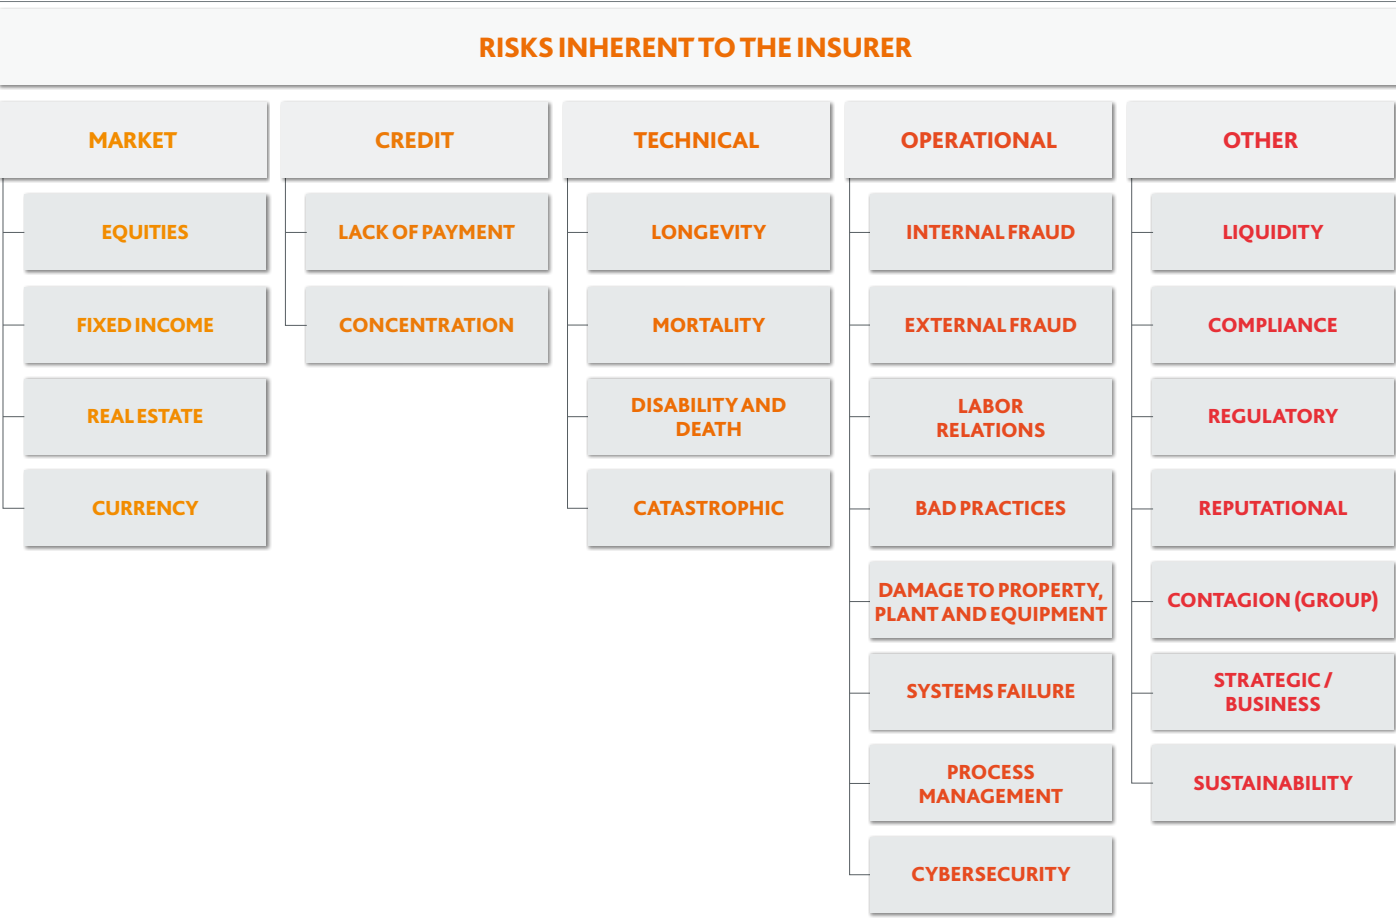 RISKS INHERENT TO THE INSURER
MARKET
EQUITIES
FIXED INCOME
REAL ESTATE
CURRENCY
CREDIT
LACK OF PAYMENT
CONCENTRATION
TECHNICAL
LONGEVITY
MORTALITY
DISABILITY AND
DEATH
CATASTROPHIC
OPERATIONAL
INTERNAL FRAUD
EXTERNAL FRAUD
LABOR
RELATIONS
BAD PRACTICES
DAMAGE TO PROPERTY,
PLANT AND EQUIPMENT
SYSTEMS FAILURE
PROCESS
MANAGEMENT
CYBERSECURITY
OTHER
LIQUIDITY
COMPLIANCE
REGULATORY
REPUTATIONAL
CONTAGION (GROUP)
STRATEGIC /
BUSINESS
SUSTAINABILITY